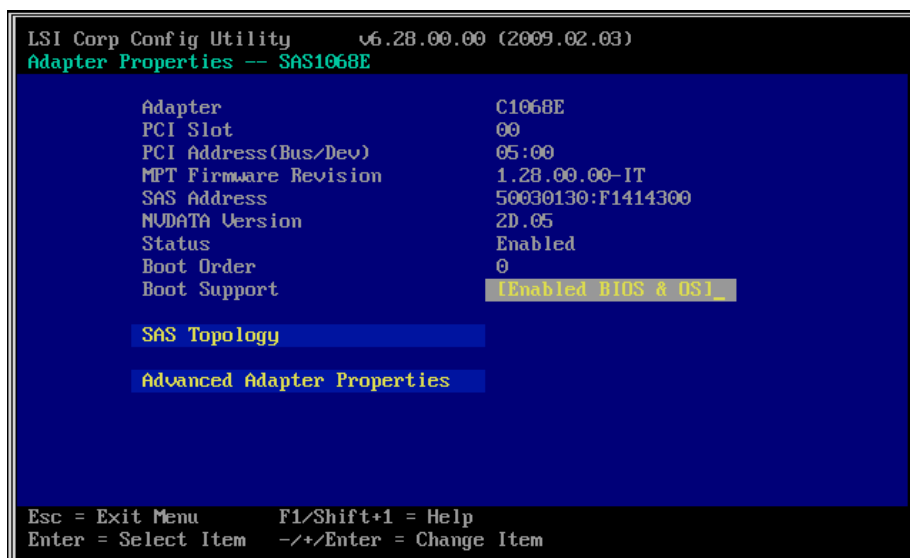 LSI Corp Config Utility v6.28.00.00 (2009.02.03)
Adapter Properties -- SAS1068E
Adapter C1068E
PCI Slot 00
PCI Address(Bus/Dev) 05:00
MPT Firmware Revision 1.28.00.00-IT
SAS Address 50030130:F1414300
NVDATA Version 2D.05
Status Enabled
Boot Order 0
Boot Support [Enabled BIOS & OS]_
SAS Topology
Advanced Adapter Properties
Esc = Exit Menu F1/Shift+1 = Help
Enter = Select Item -/+/Enter = Change Item